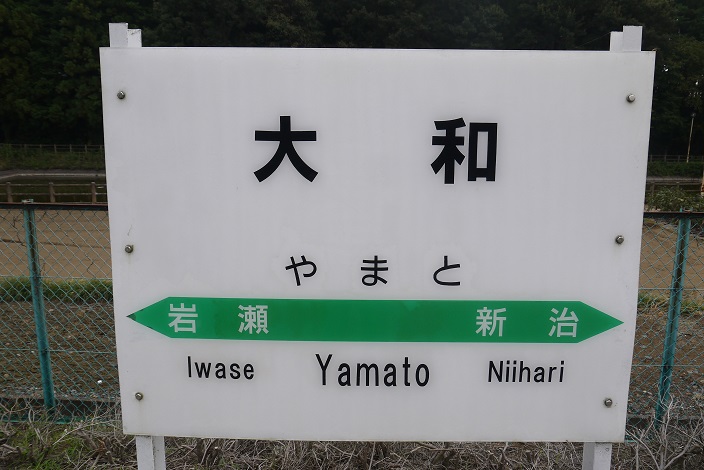 大和
やまと
岩瀬 新治
Iwase Yamato Niihari